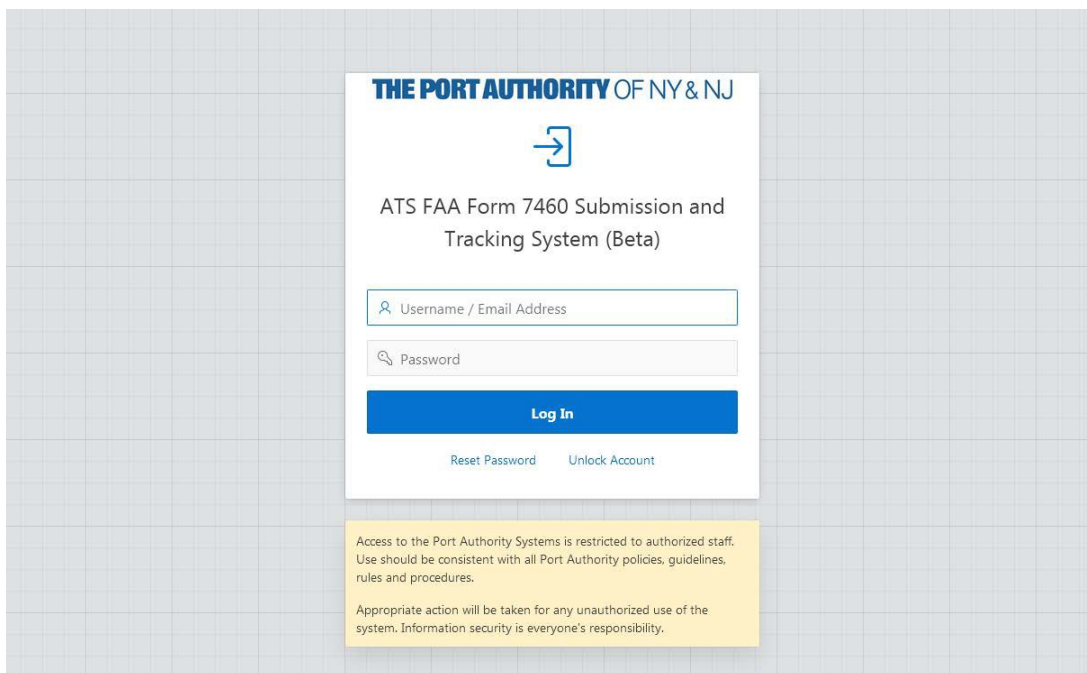 THE PORT AUTHORITY OF NY & NJ
ATS FAA Form 7460 Submission and
Tracking System (Beta)
Username / Email Address
Password
Log In
Reset Password Unlock Account
Access to the Port Authority Systems is restricted to authorized staff.
Use should be consistent with all Port Authority policies, guidelines,
rules and procedures.
Appropriate action will be taken for any unauthorized use of the
system. Information security is everyone's responsibility.